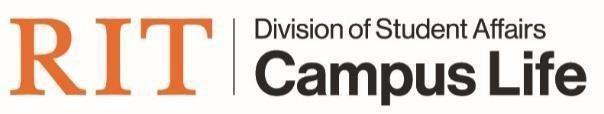 RIT
Division of Student Affairs
Campus Life